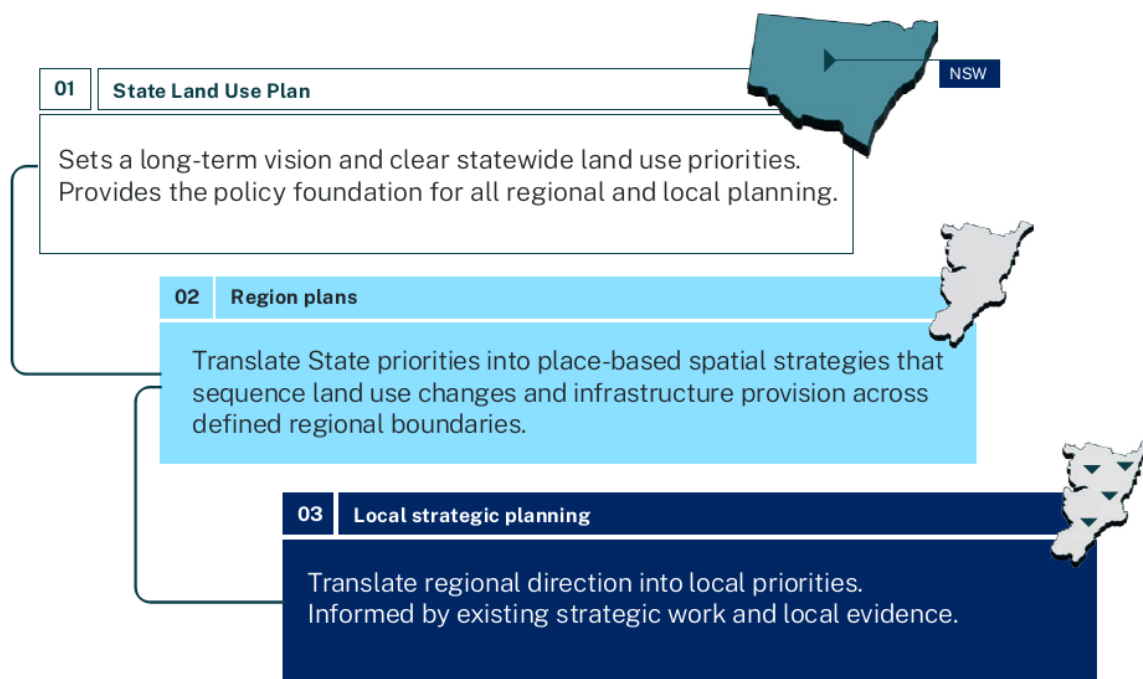 NSW
01 State Land Use Plan
Sets a long-term vision and clear statewide land use priorities.
Provides the policy foundation for all regional and local planning.
02 Region plans
Translate State priorities into place-based spatial strategies that
sequence land use changes and infrastructure provision across
defined regional boundaries.
03 Local strategic planning
Translate regional direction into local priorities.
Informed by existing strategic work and local evidence.